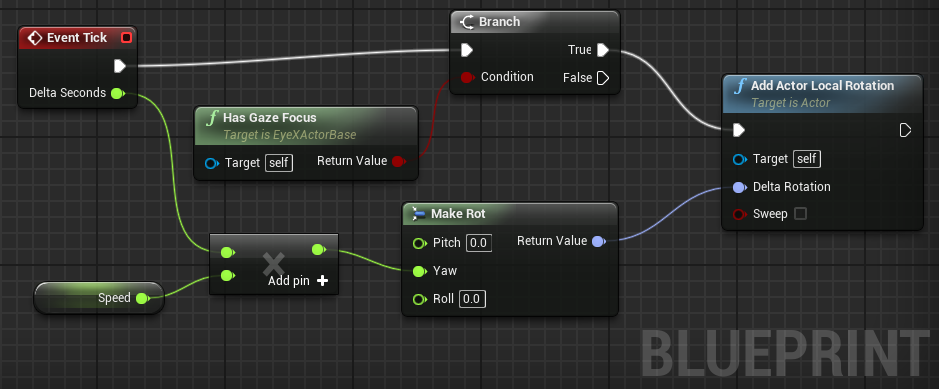 Event Tick
Delta Seconds
Branch
True
Condition
False
Has Gaze Focus
Target is EyeXActorBase
Target self Return Value
Add Actor Local Rotation
Target is Actor
Target self
Delta Rotation
Sweep
Make Rot
Pitch 0.0 Return Value
Yaw
Roll 0.0
Add pin
Speed
BLUEPRINT